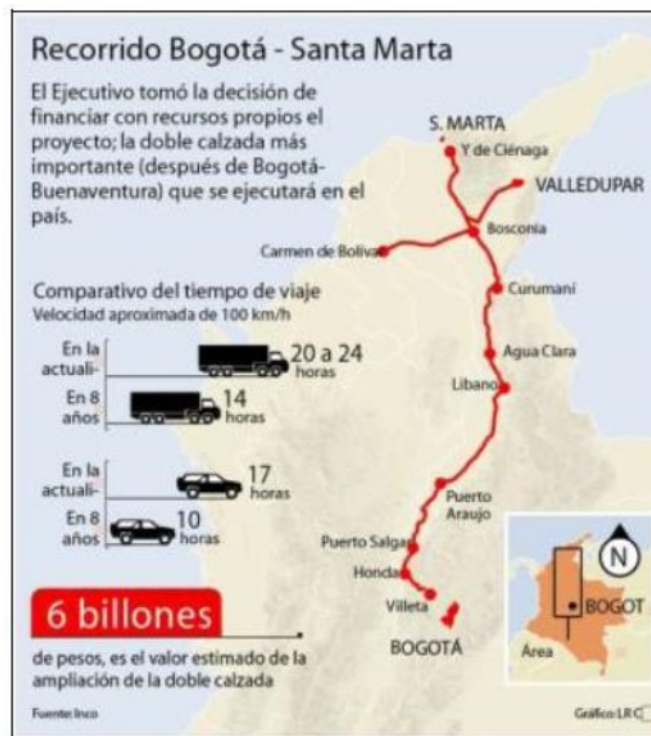 Recorrido Bogotá - Santa Marta
El Ejecutivo tomó la decisión de
financiar con recursos propios el
proyecto; la doble calzada más
importante (después de Bogotá-
Buenaventura) que se ejecutará en el
país.
S. MARTA
Y de Ciénaga
VALLEDUPAR
Bosconia
Carmen de Bolíva
Curumaní
Agua Clara
Libano
Puerto
Araujo
Puerto Salga
Honda
Villeta
BOGOTÁ
Comparativo del tiempo de viaje
Velocidad aproximada de 100 km/h
En la
actuali-
20 a 24
horas
En 8
años
14
horas
En la
actuali-
17
horas
En 8
años
10
horas
6 billones
de pesos, es el valor estimado de la
ampliación de la doble calzada
N
BOGOT
Área
Fuente: Inco
Gráfico: LR C